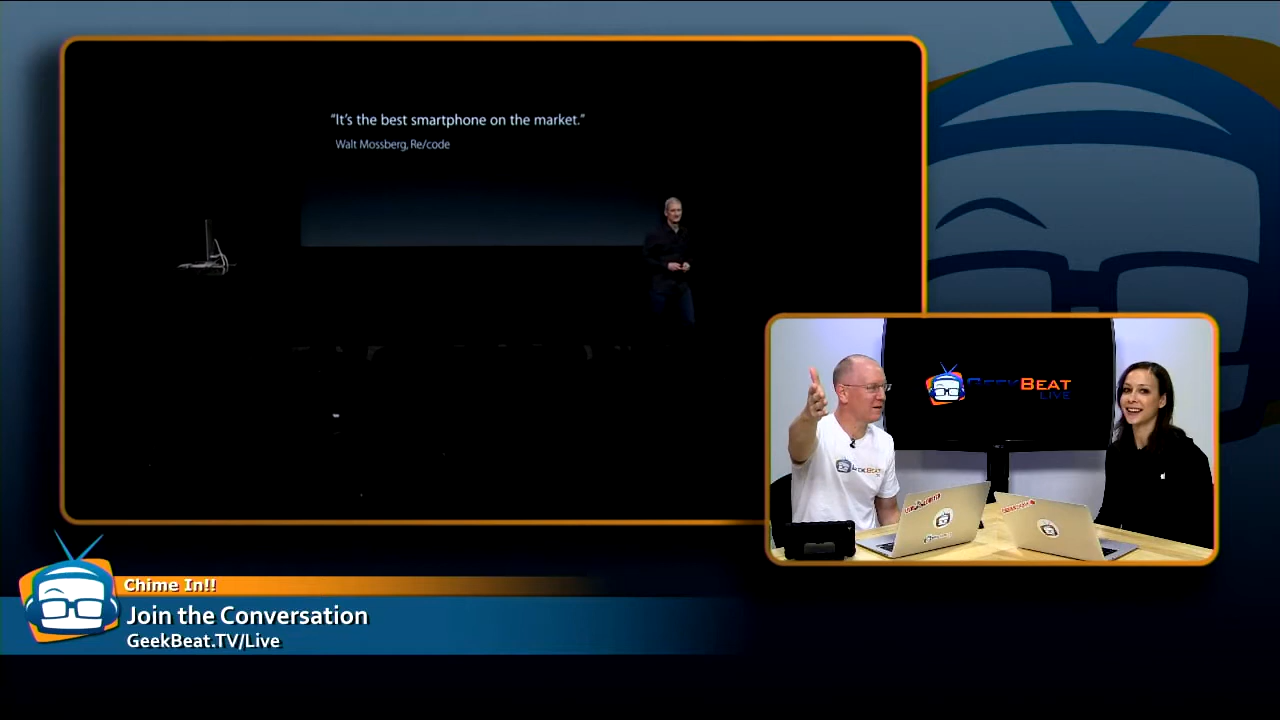 “It’s the best smartphone on the market.”
Walt Mossberg, Re/code
GEEKBEAT
LIVE
GEEKBEAT
Chime In!!
Join the Conversation
GeekBeat.TV/Live